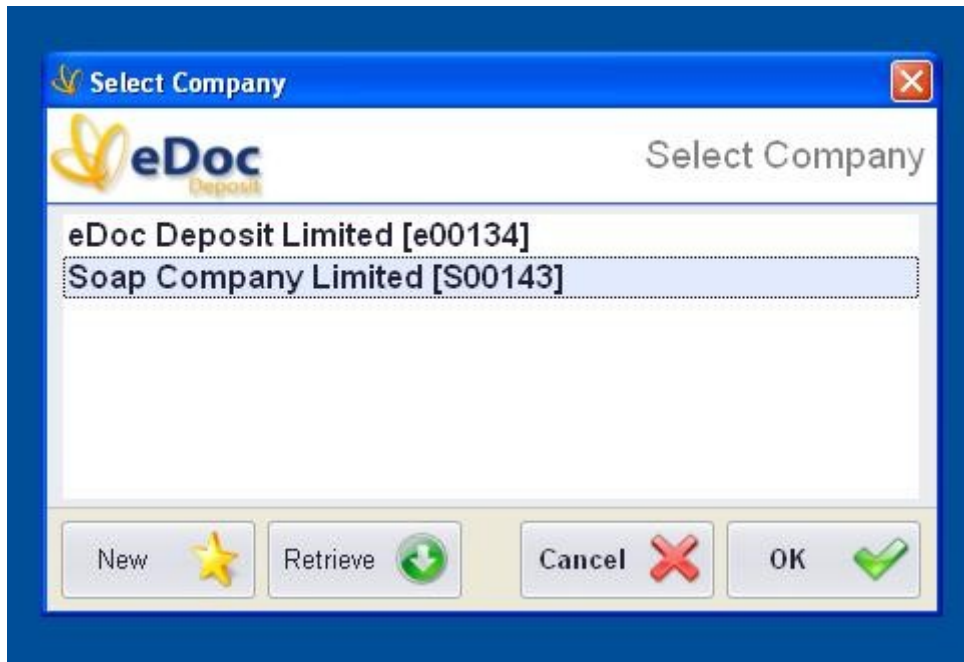 Select Company
eDoc
Deposit
Select Company
eDoc Deposit Limited [e00134]
Soap Company Limited [S00143]
New
Retrieve
Cancel
OK